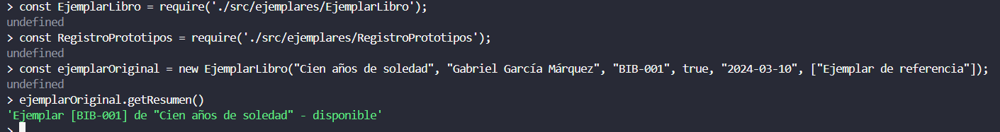 > const EjemplarLibro = require('./src/ejemplares/EjemplarLibro');
undefined
> const RegistroPrototipos = require('./src/ejemplares/RegistroPrototipos');
undefined
> const ejemplarOriginal = new EjemplarLibro("Cien años de soledad", "Gabriel García Márquez", "BIB-001", true, "2024-03-10", ["Ejemplar de referencia"]);
undefined
> ejemplarOriginal.getResumen()
'Ejemplar [BIB-001] de "Cien años de soledad" - disponible'
>